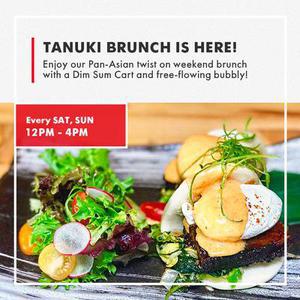 TANUKI BRUNCH IS HERE!
Enjoy our Pan-Asian twist on weekend brunch
with a Dim Sum Cart and free-flowing bubbly!
Every SAT, SUN
12PM - 4PM